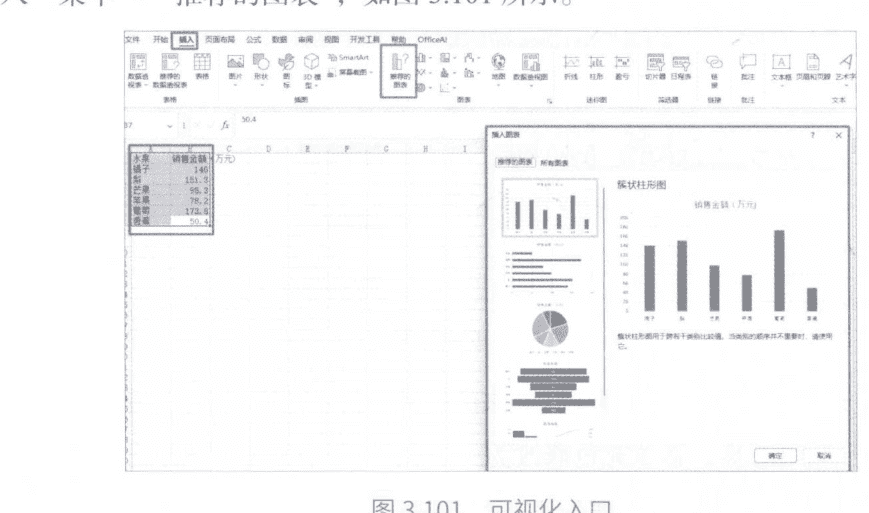 入"菜单→"推荐的图表",如图 3.101 所示。
文件 开始 插入 页面布局 公式 数据 审阅 视图 开发工具 帮助 OfficeAI
数据透视表 推荐的数据透视表 表格 图片 形状 图标 3D 模型 SmartArt 屏幕截图 推荐的图表 地图 数据透视图 折线 柱形 盈亏 切片器 日程表 链接 批注 文本框 页眉和页脚 艺术字
表格 插图 图表 迷你图 筛选器 链接 批注 文本
B7 fx 50.4
A B C D E F G H I
水果 销售金额(万元)
橘子 140
梨 151.3
芒果 95.2
苹果 78.2
葡萄 173.8
香蕉 50.4
插入图表 ? ×
推荐的图表 所有图表
簇状柱形图
销售金额(万元)
簇状柱形图用于跨若干类别比较值。当类别的顺序并不重要时,请使用
它。
确定 取消
图 3.101 可视化入口